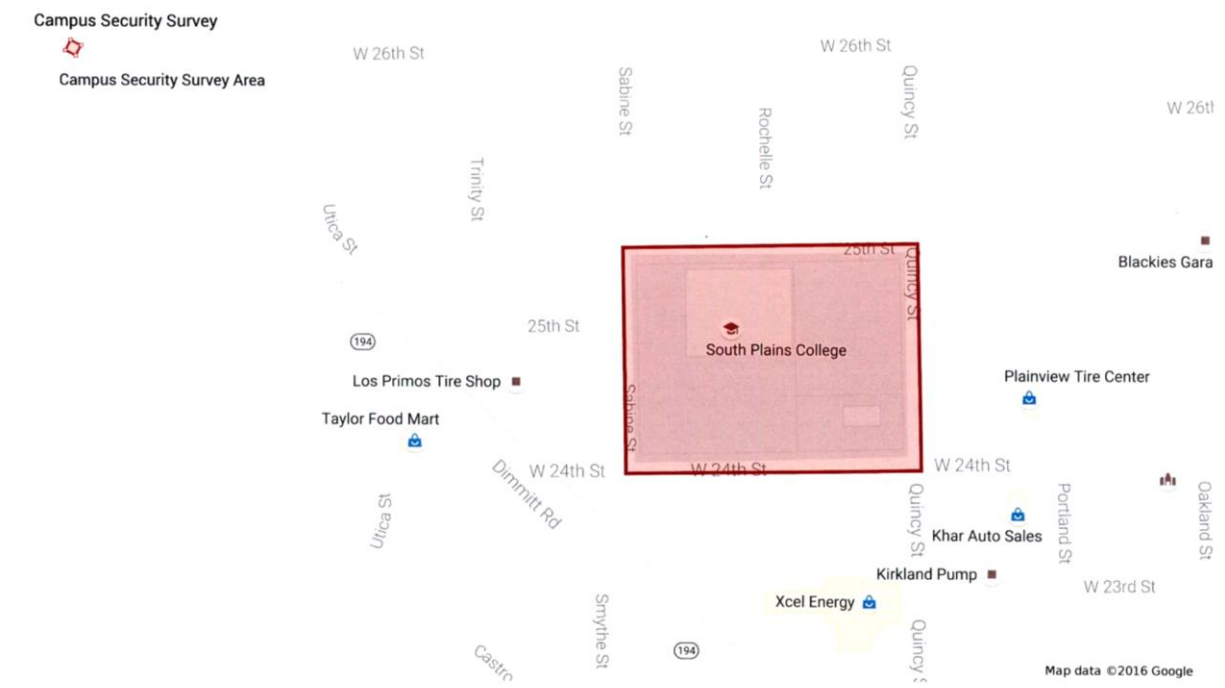 Campus Security Survey
Campus Security Survey Area
W 26th St
W 26th St
Sabine St
Quincy St
Rochelle St
W 26t
Trinity St
Utica St
25th St
Quincy St
Blackies Gara
25th St
194
South Plains College
Los Primos Tire Shop
Plainview Tire Center
Sabine St
Taylor Food Mart
W 24th St
W 24th St
W 24th St
Dimmitt Rd
Utica St
Quincy St
Portland St
Oakland St
Khar Auto Sales
Kirkland Pump
W 23rd St
Xcel Energy
Smythe St
Quincy S
Castro
194
Map data ©2016 Google